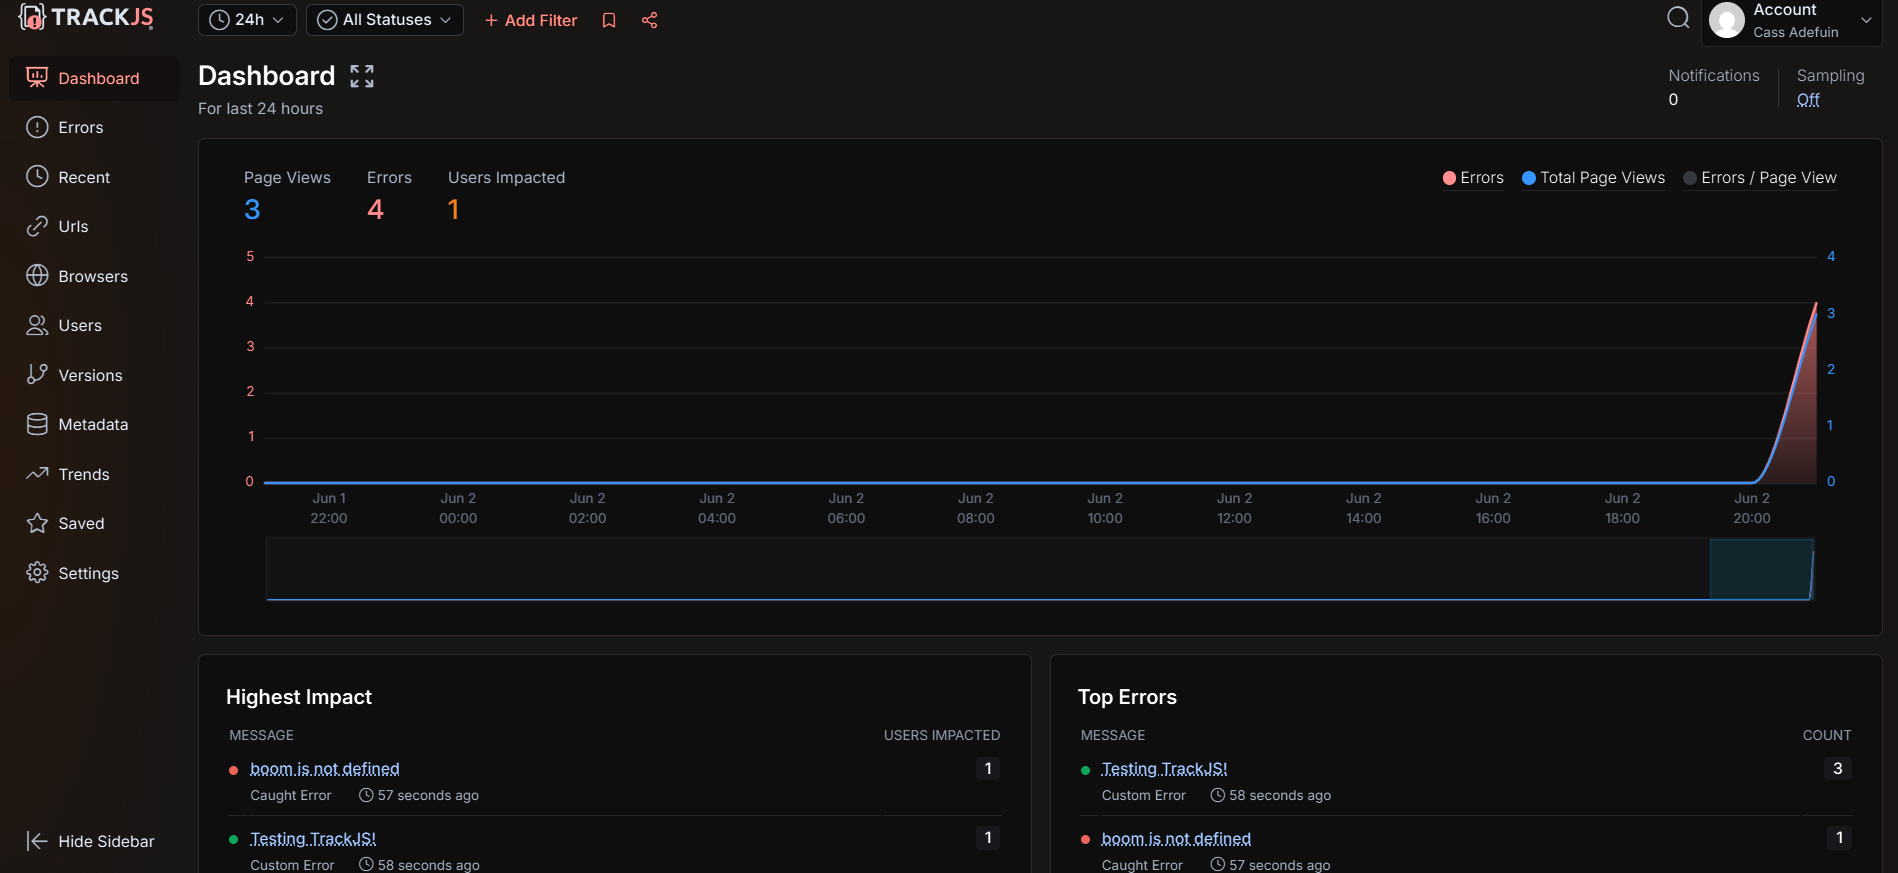 TRACKJS
24h
All Statuses
+ Add Filter
Account
Cass Adefuin
Dashboard
Errors
Recent
Urls
Browsers
Users
Versions
Metadata
Trends
Saved
Settings
Hide Sidebar
Dashboard
For last 24 hours
Notifications
0
Sampling
Off
Page Views
3
Errors
4
Users Impacted
1
Errors
Total Page Views
Errors / Page View
5
4
3
2
1
0
4
3
2
1
0
Jun 1 22:00
Jun 2 00:00
Jun 2 02:00
Jun 2 04:00
Jun 2 06:00
Jun 2 08:00
Jun 2 10:00
Jun 2 12:00
Jun 2 14:00
Jun 2 16:00
Jun 2 18:00
Jun 2 20:00
Highest Impact
MESSAGE USERS IMPACTED
boom is not defined 1
Caught Error 57 seconds ago
Testing TrackJS! 1
Custom Error 58 seconds ago
Top Errors
MESSAGE COUNT
Testing TrackJS! 3
Custom Error 58 seconds ago
boom is not defined 1
Caught Error 57 seconds ago